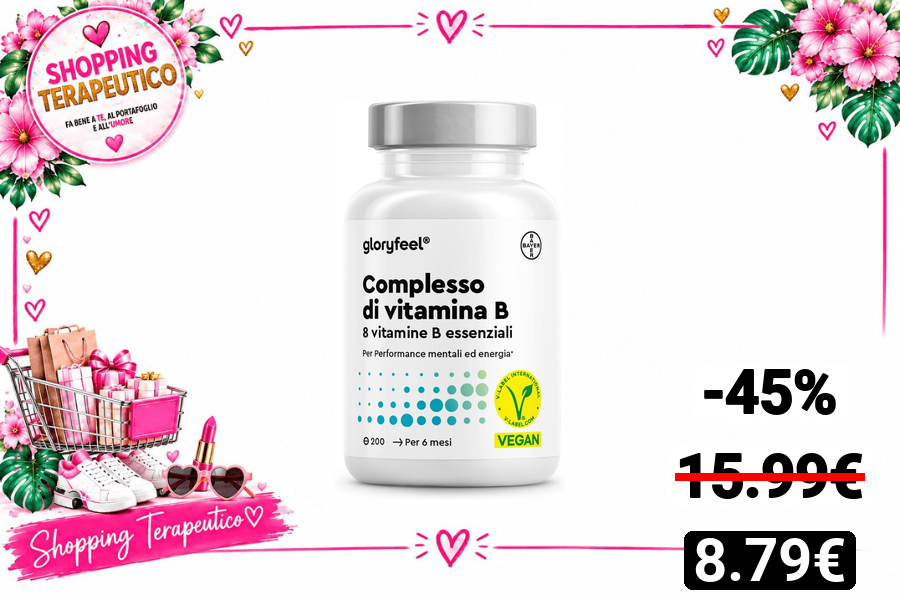 SHOPPING
TERAPEUTICO
FA BENE A TE, AL PORTAFOGLIO
E ALL'UMORE
gloryfeel®
BAYER
BAYER
Complesso
di vitamina B
8 vitamine B essenziali
Per Performance mentali ed energia*
V-LABEL INTERNATIONAL
V-LABEL.COM
VEGAN
200 → Per 6 mesi
-45%
15.99€
8.79€
Shopping Terapeutico